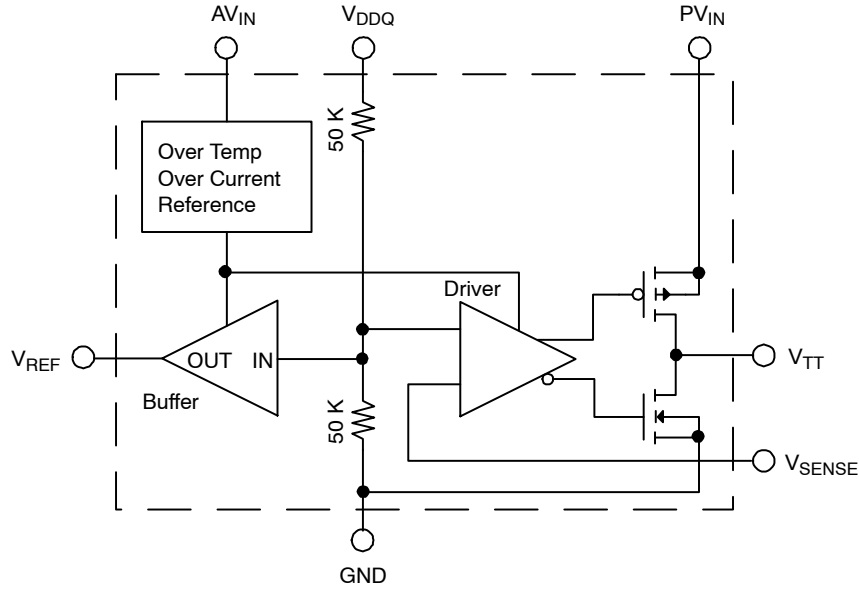 AVIN
VDDQ
PVIN
50 K
Over Temp
Over Current
Reference
Driver
VREF
OUT
IN
VTT
Buffer
50 K
VSENSE
GND